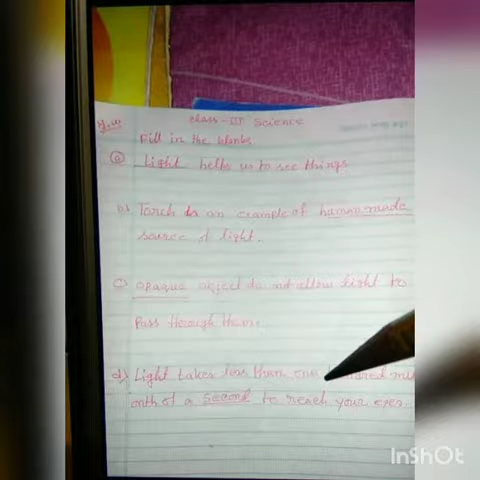 H.W
Class-III Science
Fill in the blanks
a) Light helps us to see things
b) Torch is an example of human made
source of light.
c) Opaque object do not allow light to
Pass through them.
d) Light takes less than one
onth of a second to reach your eyes
InShOt